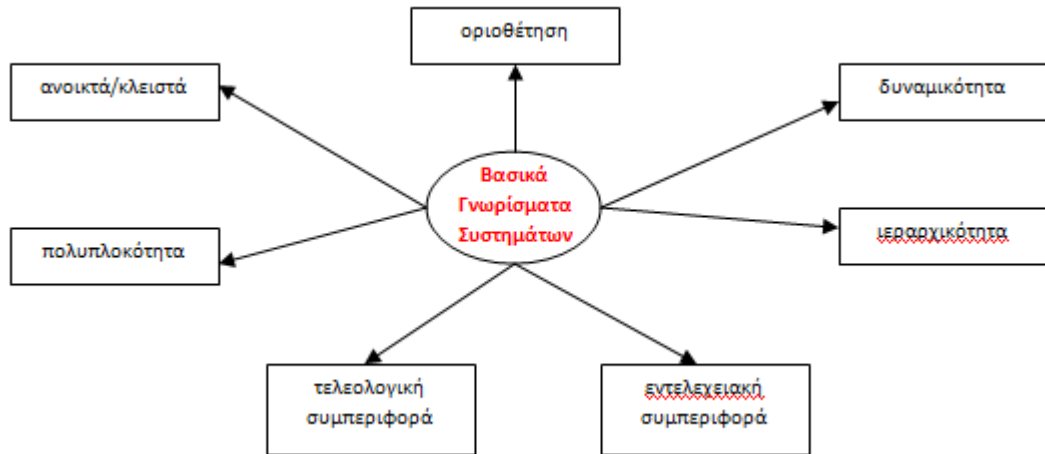 οριοθέτηση
ανοικτά/κλειστά
δυναμικότητα
Βασικά
Γνωρίσματα
Συστημάτων
πολυπλοκότητα
ιεραρχικότητα
τελεολογική
συμπεριφορά
εντελεχειακή
συμπεριφορά